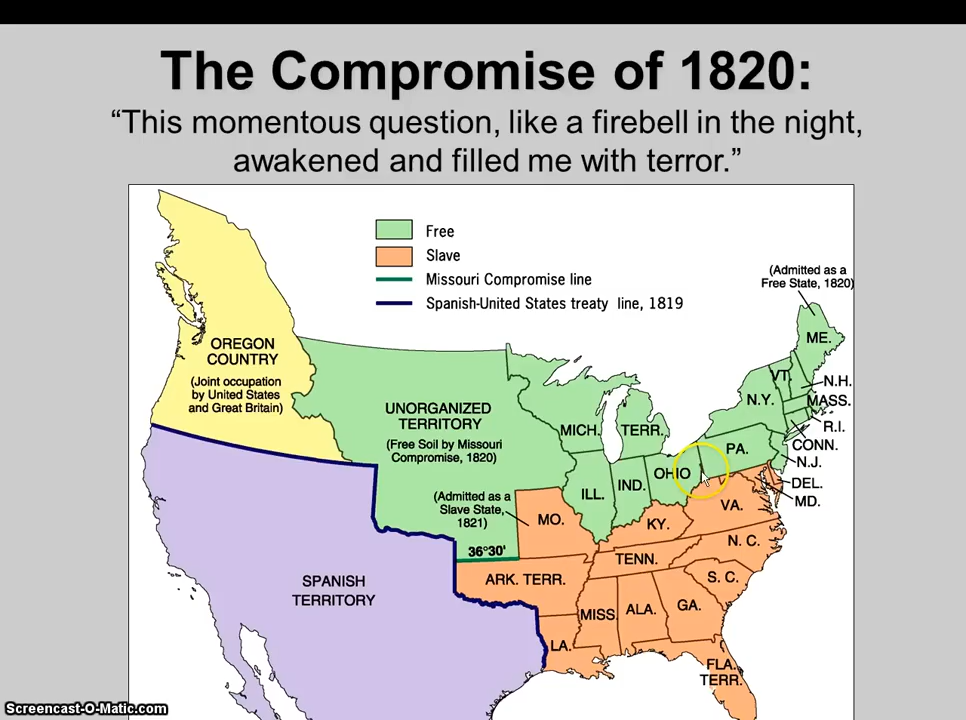 The Compromise of 1820:
“This momentous question, like a firebell in the night,
awakened and filled me with terror.”
Free
Slave
Missouri Compromise line
Spanish-United States treaty line, 1819
(Admitted as a
Free State, 1820)
OREGON
COUNTRY
(Joint occupation
by United States
and Great Britain)
UNORGANIZED
TERRITORY
(Free Soil by Missouri
Compromise, 1820)
(Admitted as a
Slave State,
1821)
36°30'
SPANISH
TERRITORY
ME.
VT.
N.H.
N.Y.
MASS.
R.I.
CONN.
N.J.
PA.
DEL.
MD.
MICH. TERR.
ILL.
IND.
OHIO
VA.
MO.
KY.
N. C.
TENN.
ARK. TERR.
S. C.
MISS.
ALA.
GA.
LA.
FLA.
TERR.
Screencast-O-Matic.com